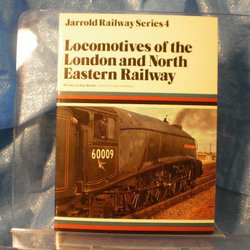 Jarrold Railway Series 4
Locomotives of the
London and North
Eastern Railway
60009